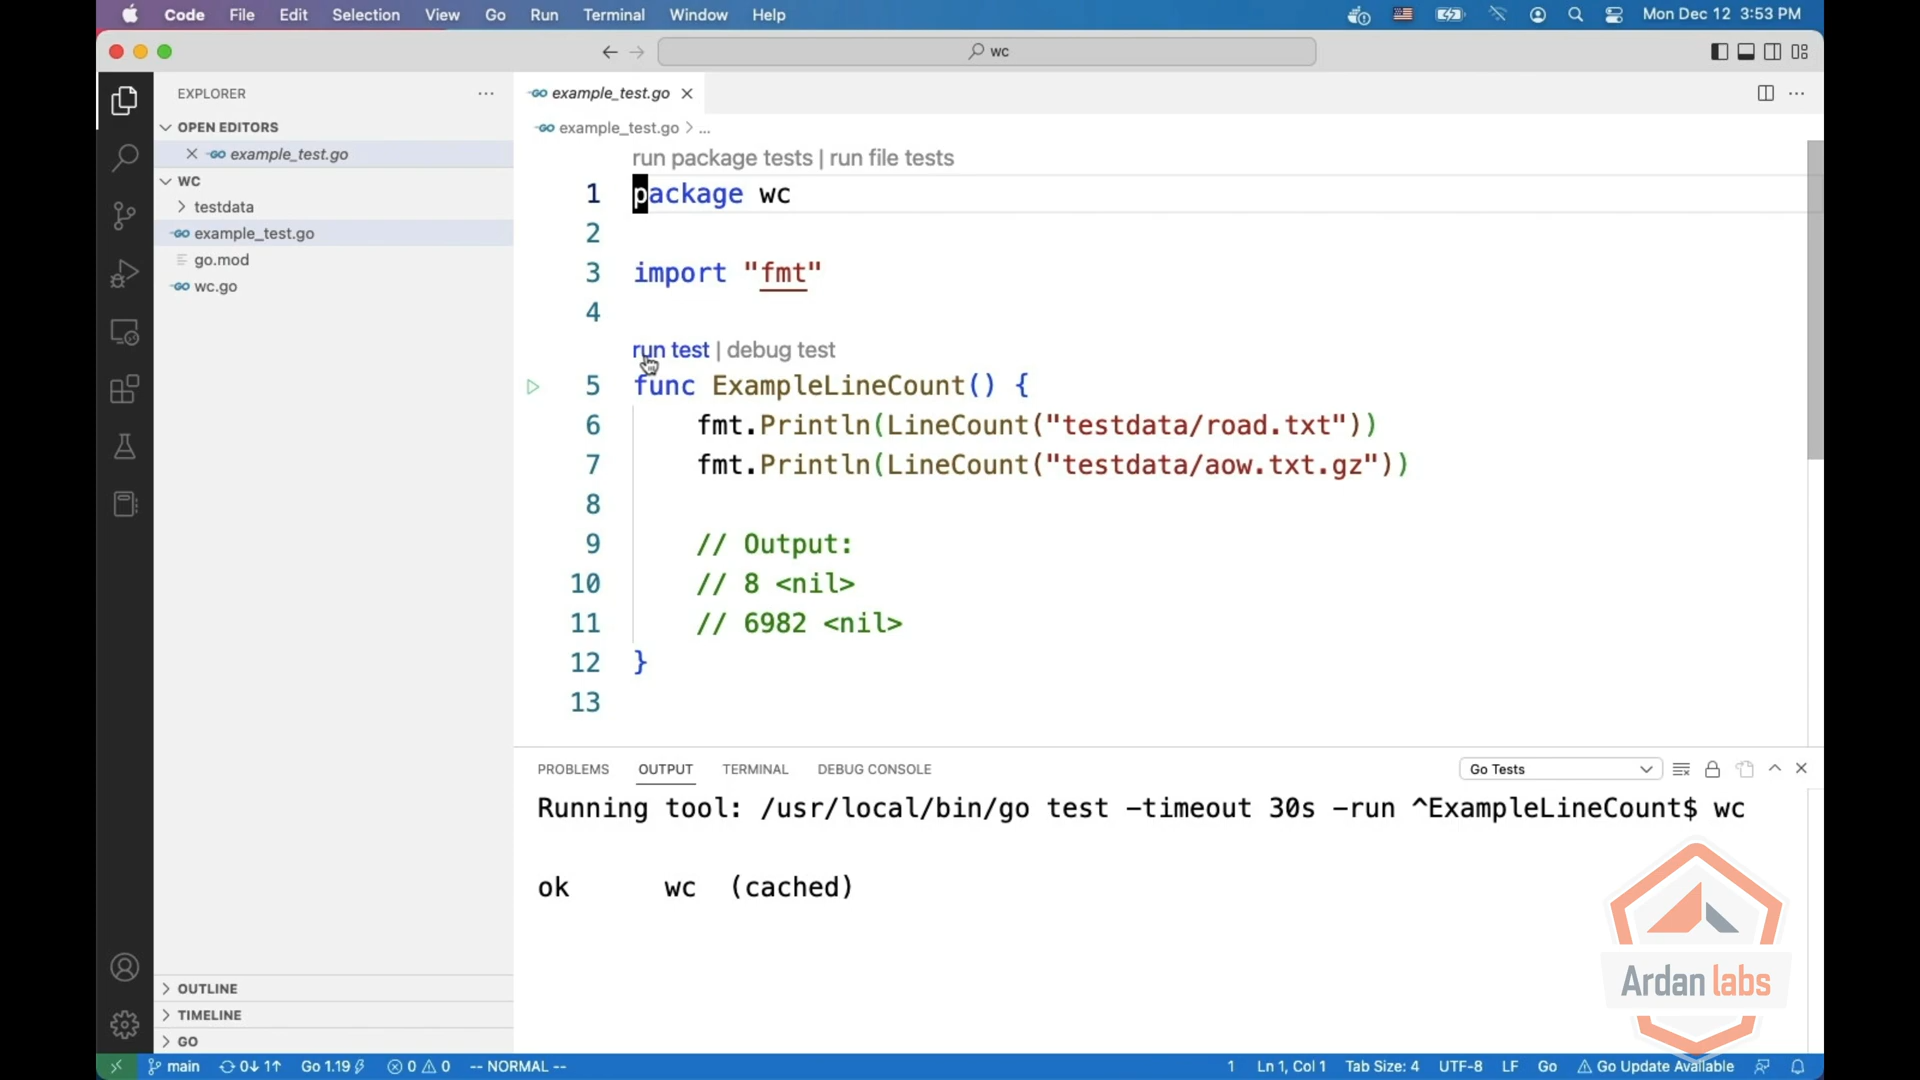 Code File Edit Selection View Go Run Terminal Window Help Mon Dec 12 3:53 PM
wc
EXPLORER
OPEN EDITORS
example_test.go
WC
testdata
example_test.go
go.mod
wc.go
OUTLINE
TIMELINE
GO
example_test.go
example_test.go > ...
run package tests | run file tests
1 package wc
2
3 import "fmt"
4
run test | debug test
5 func ExampleLineCount() {
6 fmt.Println(LineCount("testdata/road.txt"))
7 fmt.Println(LineCount("testdata/aow.txt.gz"))
8
9 // Output:
10 // 8 <nil>
11 // 6982 <nil>
12 }
13
PROBLEMS OUTPUT TERMINAL DEBUG CONSOLE Go Tests
Running tool: /usr/local/bin/go test -timeout 30s -run ^ExampleLineCount$ wc
ok wc (cached)
Ardan labs
main 0↓ 1↑ Go 1.19 0 0 -- NORMAL -- 1 Ln 1, Col 1 Tab Size: 4 UTF-8 LF Go Go Update Available